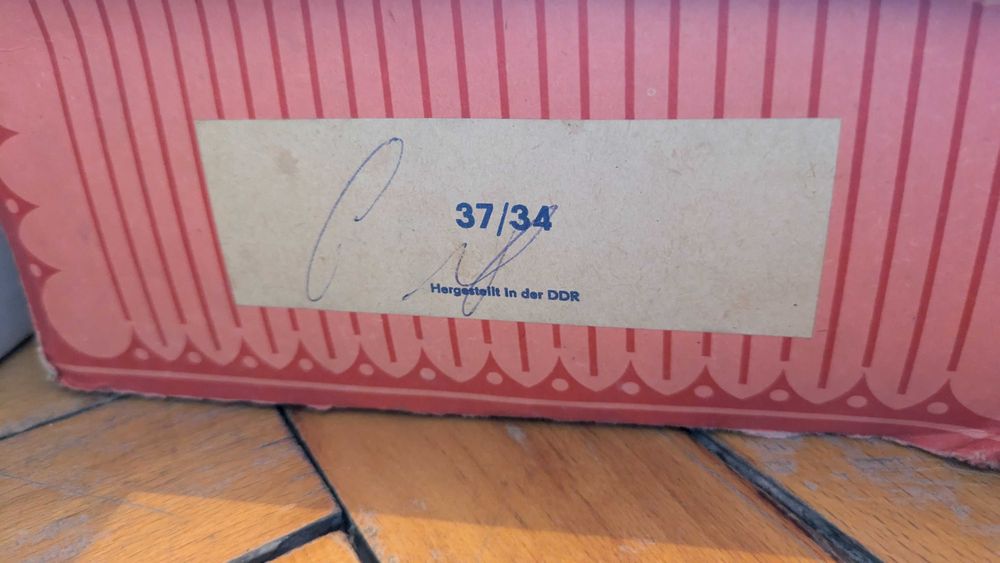 37/34
Hergestellt in der DDR